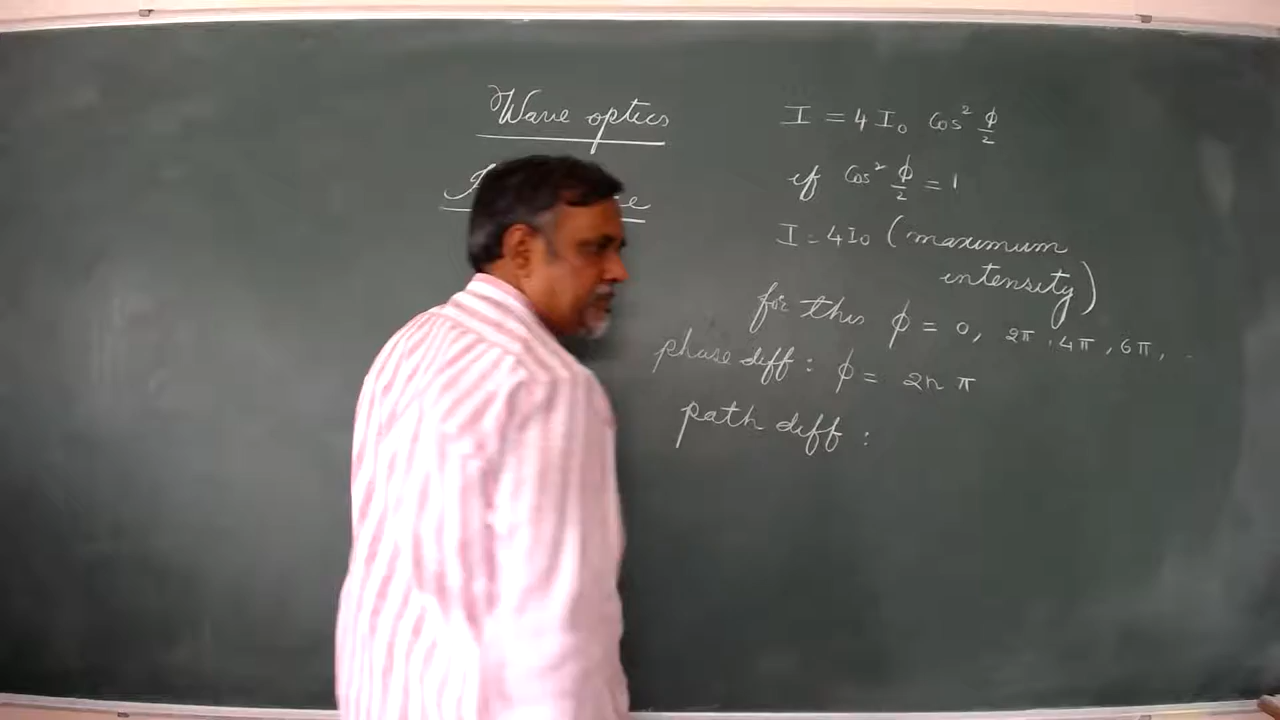 Wave optics
I = 4 I₀ Cos² ϕ/2
if Cos² ϕ/2 = 1
I = 4I₀ (maximum
intensity)
for this ϕ = 0, 2π, 4π, 6π, ..
phase diff : ϕ = 2n π
path diff :